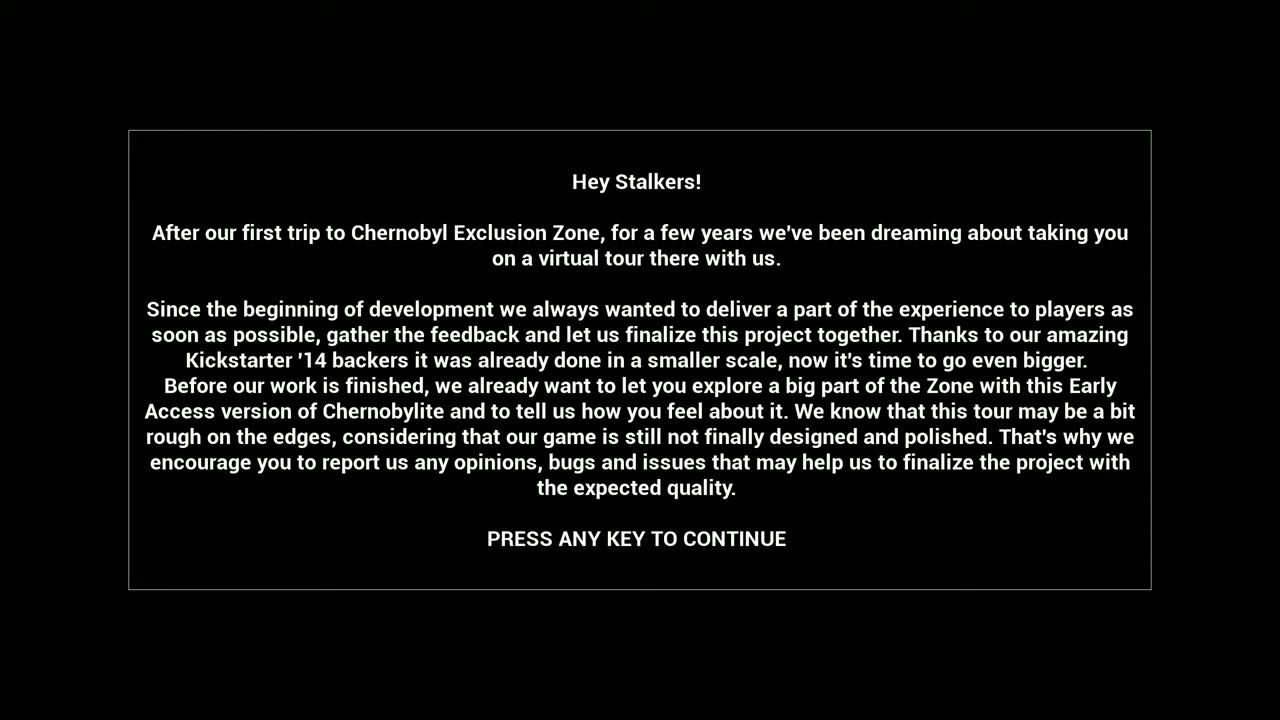 Hey Stalkers!
After our first trip to Chernobyl Exclusion Zone, for a few years we've been dreaming about taking you
on a virtual tour there with us.
Since the beginning of development we always wanted to deliver a part of the experience to players as
soon as possible, gather the feedback and let us finalize this project together. Thanks to our amazing
Kickstarter '14 backers it was already done in a smaller scale, now it's time to go even bigger.
Before our work is finished, we already want to let you explore a big part of the Zone with this Early
Access version of Chernobylite and to tell us how you feel about it. We know that this tour may be a bit
rough on the edges, considering that our game is still not finally designed and polished. That's why we
encourage you to report us any opinions, bugs and issues that may help us to finalize the project with
the expected quality.
PRESS ANY KEY TO CONTINUE